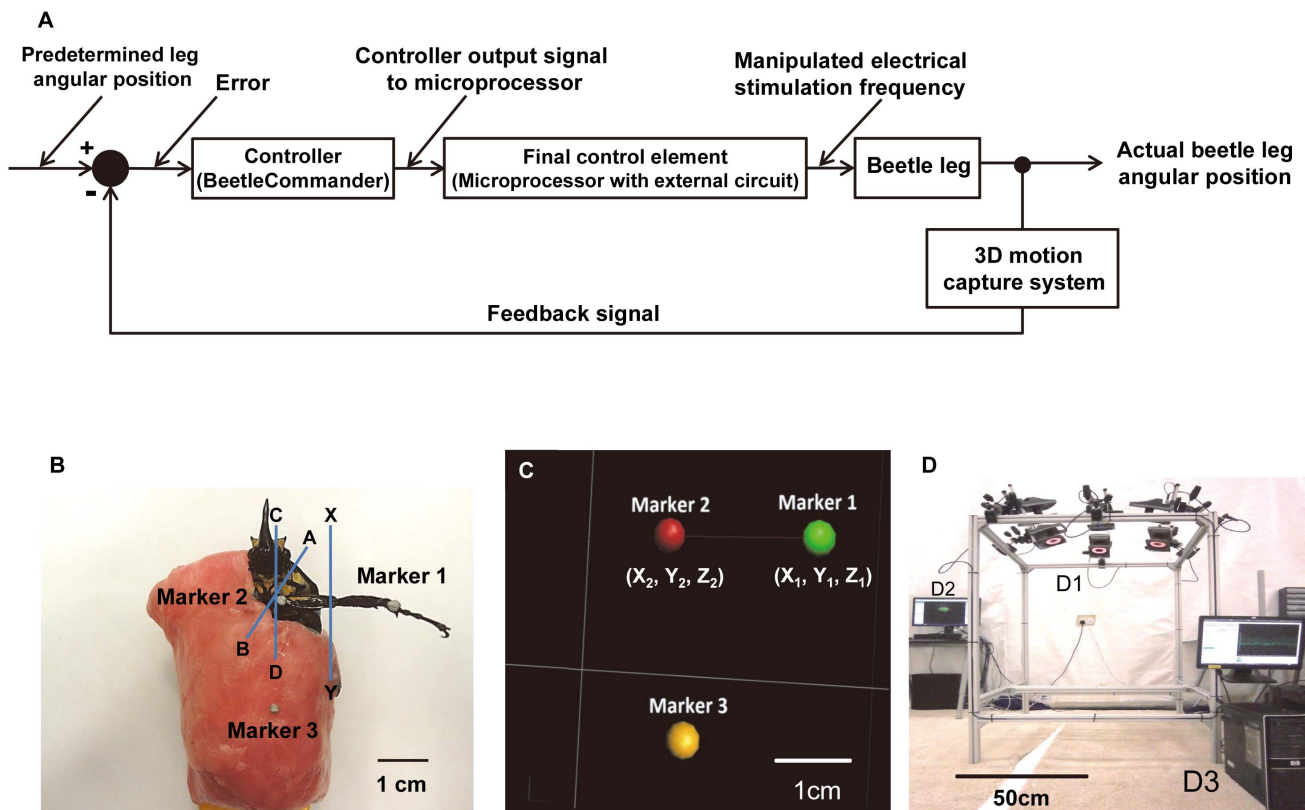 A
Predetermined leg
angular position
Error
Controller output signal
to microprocessor
Manipulated electrical
stimulation frequency
+
-
Controller
(BeetleCommander)
Final control element
(Microprocessor with external circuit)
Beetle leg
Actual beetle leg
angular position
3D motion
capture system
Feedback signal
B
C
X
A
Marker 1
Marker 2
B
D
Y
Marker 3
1 cm
C
Marker 2
Marker 1
(X₂, Y₂, Z₂)
(X₁, Y₁, Z₁)
Marker 3
1cm
D
D1
D2
D3
50cm